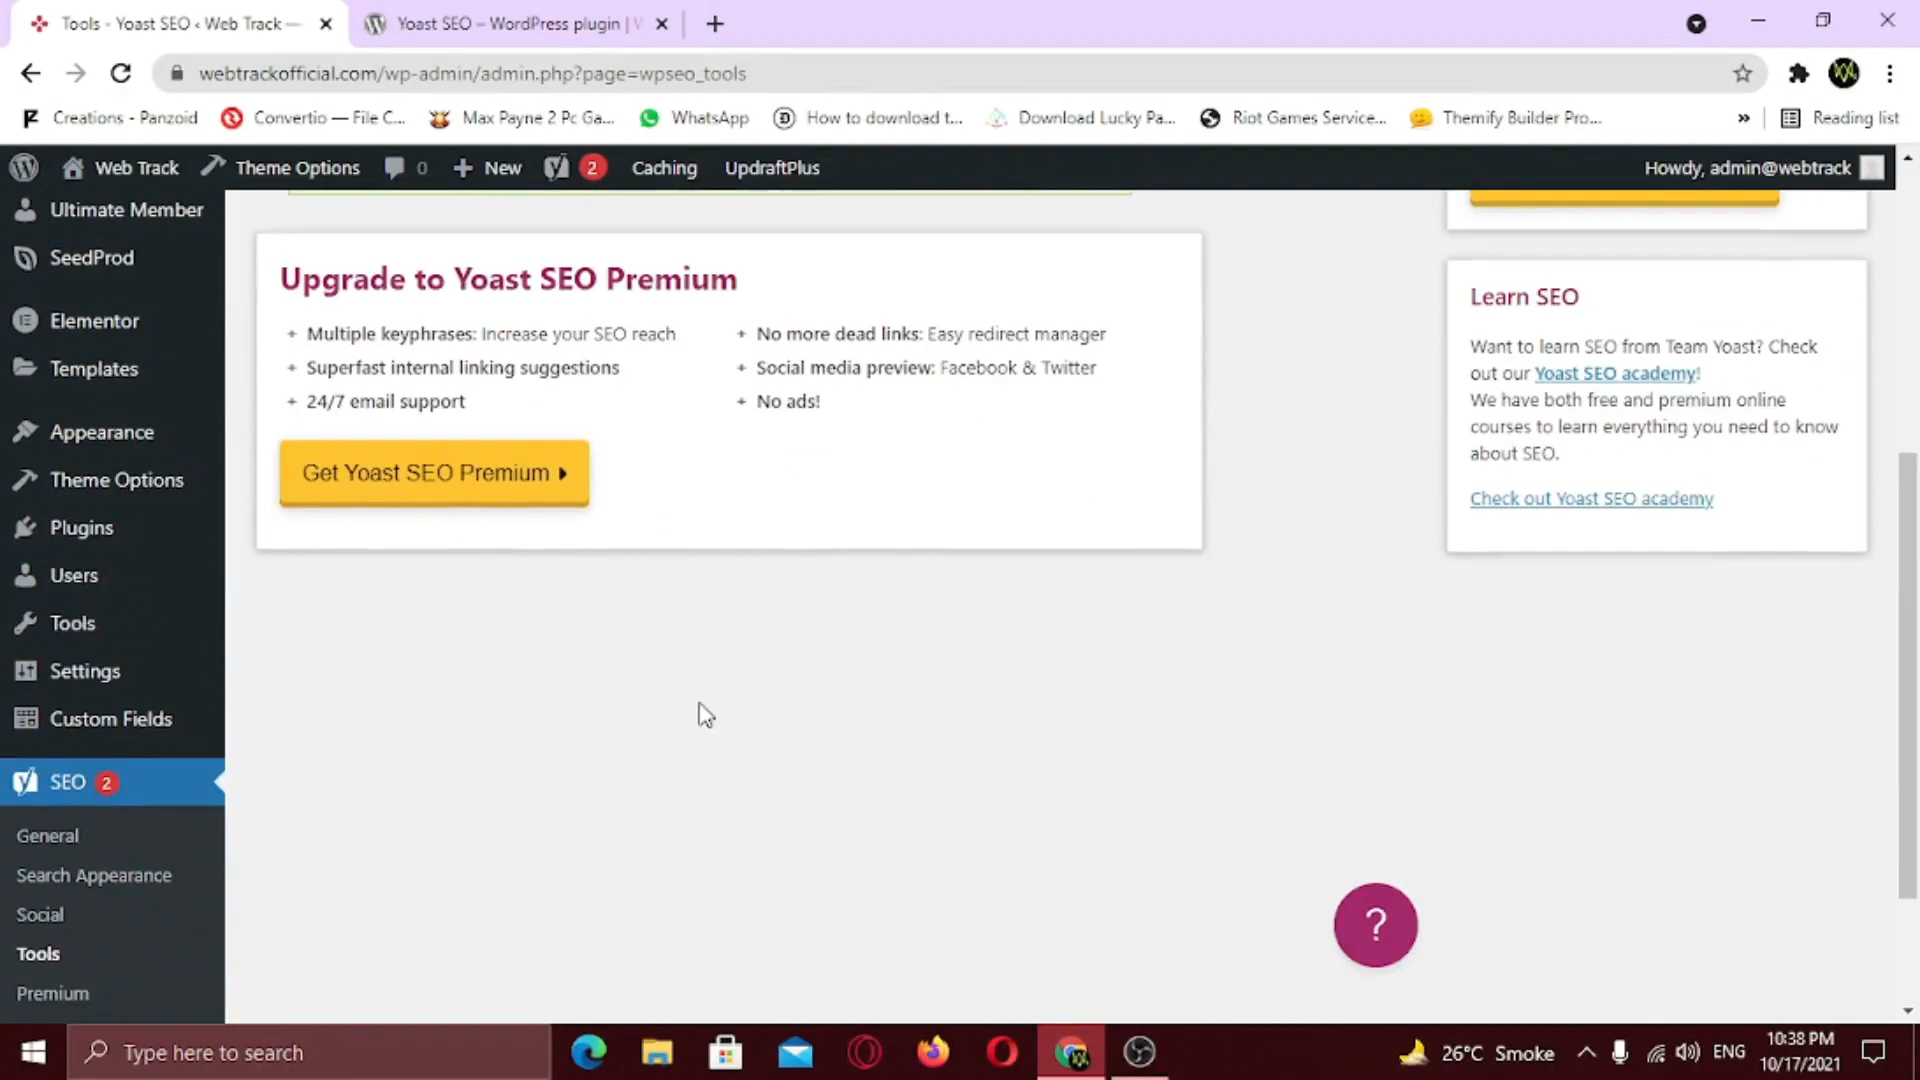 Tools - Yoast SEO ‹ Web Track —
Yoast SEO – WordPress plugin |
webtrackofficial.com/wp-admin/admin.php?page=wpseo_tools
Creations - Panzoid
Convertio — File C...
Max Payne 2 Pc Ga...
WhatsApp
How to download t...
Download Lucky Pa...
Riot Games Service...
Themify Builder Pro...
»
Reading list
Web Track
Theme Options
0
New
2
Caching
UpdraftPlus
Howdy, admin@webtrack
Ultimate Member
SeedProd
Elementor
Templates
Appearance
Theme Options
Plugins
Users
Tools
Settings
Custom Fields
SEO 2
General
Search Appearance
Social
Tools
Premium
Upgrade to Yoast SEO Premium
+ Multiple keyphrases: Increase your SEO reach
+ Superfast internal linking suggestions
+ 24/7 email support
+ No more dead links: Easy redirect manager
+ Social media preview: Facebook & Twitter
+ No ads!
Get Yoast SEO Premium
Learn SEO
Want to learn SEO from Team Yoast? Check
out our Yoast SEO academy!
We have both free and premium online
courses to learn everything you need to know
about SEO.
Check out Yoast SEO academy
?
Type here to search
26°C Smoke
ENG
10:38 PM
10/17/2021